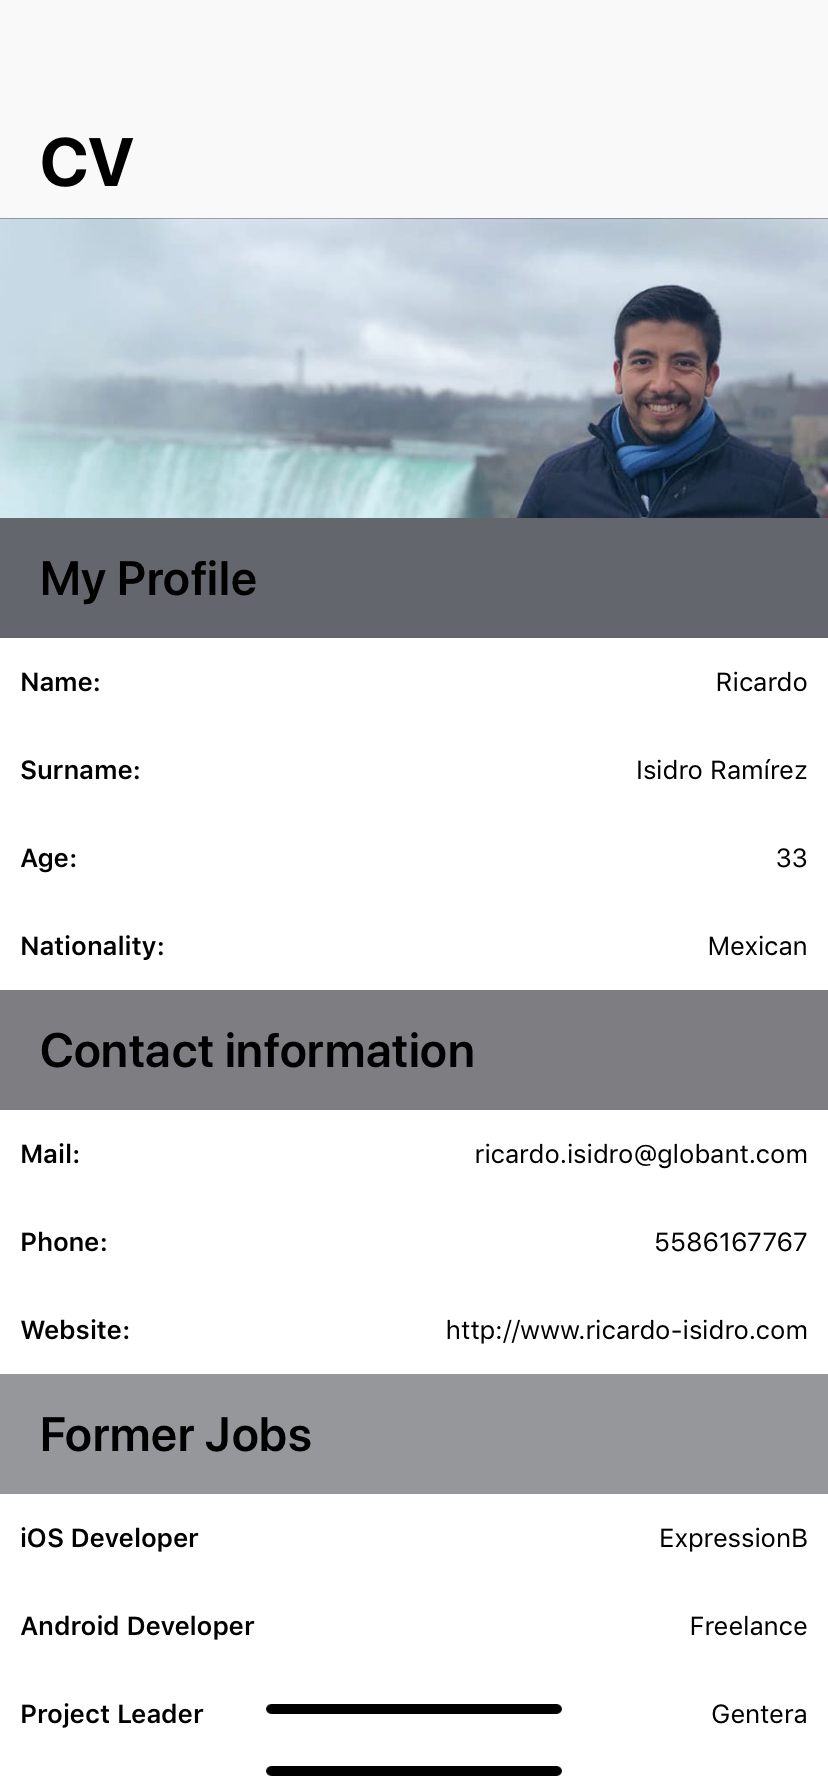 CV
My Profile
Name: Ricardo
Surname: Isidro Ramírez
Age: 33
Nationality: Mexican
Contact information
Mail: ricardo.isidro@globant.com
Phone: 5586167767
Website: http://www.ricardo-isidro.com
Former Jobs
iOS Developer ExpressionB
Android Developer Freelance
Project Leader Gentera